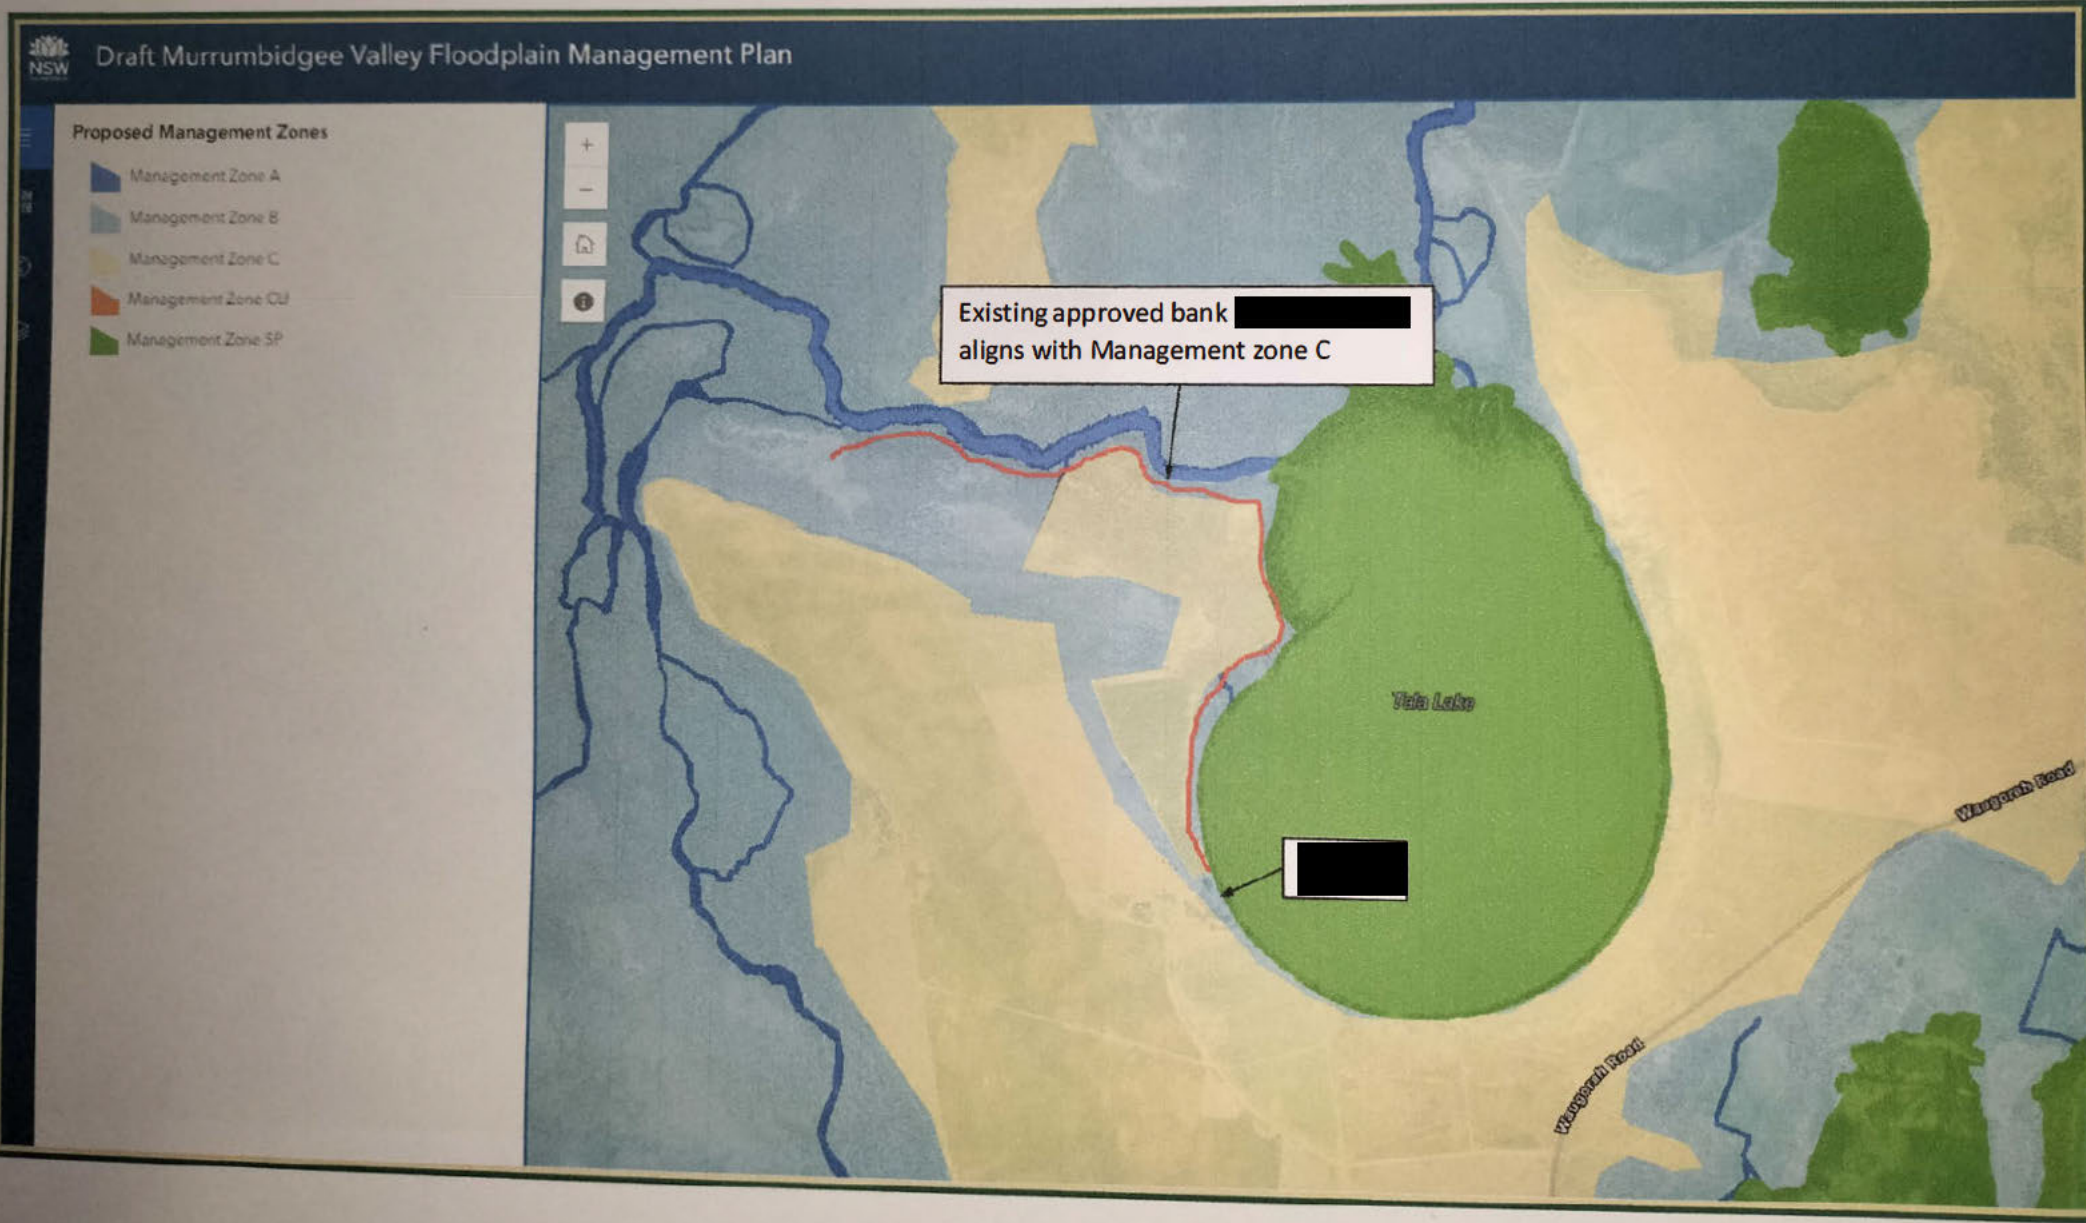 NSW
Draft Murrumbidgee Valley Floodplain Management Plan
Proposed Management Zones
Management Zone A
Management Zone B
Management Zone C
Management Zone CU
Management Zone SP
+
−
Existing approved bank
aligns with Management zone C
Tala Lake
Waugorah Road
Waugorah Road